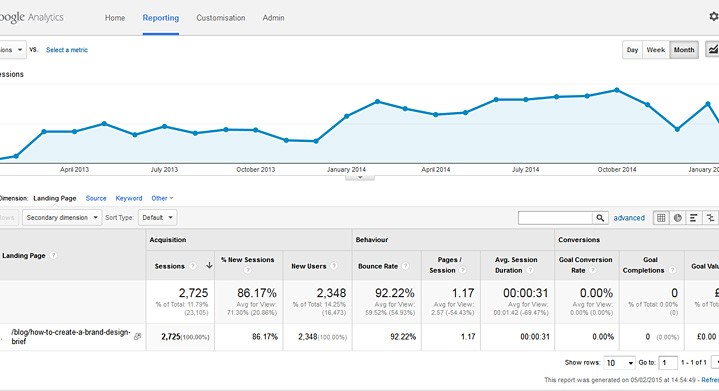 oogle Analytics
Home Reporting Customisation Admin
ions vs. Select a metric
Day Week Month
essions
April 2013 July 2013 October 2013 January 2014 April 2014 July 2014 October 2014 January 20
Dimension: Landing Page Source Keyword Other
Rows Secondary dimension Sort Type: Default advanced
Acquisition Behaviour Conversions
Landing Page ? Sessions ? % New Sessions ? New Users ? Bounce Rate ? Pages / Session ? Avg. Session Duration ? Goal Conversion Rate ? Goal Completions ? Goal Valu
2,725 86.17% 2,348 92.22% 1.17 00:00:31 0.00% 0 £
% of Total: 11.79% (23,105) Avg for View: 71.30% (20.86%) % of Total: 14.25% (16,473) Avg for View: 59.52% (54.93%) Avg for View: 2.57 (-54.43%) Avg for View: 00:01:42 (-69.47%) Avg for View: 0.00% (0.00%) % of Total: 0.00% (0)
/blog/how-to-create-a-brand-design-brief 2,725(100.00%) 86.17% 2,348(100.00%) 92.22% 1.17 00:00:31 0.00% 0 (0.00%) £0.00
Show rows: 10 Go to: 1 1 - 1 of 1
This report was generated on 05/02/2015 at 14:54:49 - Refre